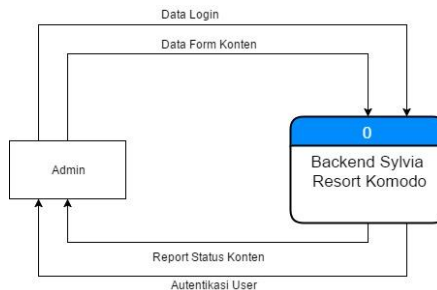 Data Login
Data Form Konten
0
Backend Sylvia
Resort Komodo
Admin
Report Status Konten
Autentikasi User